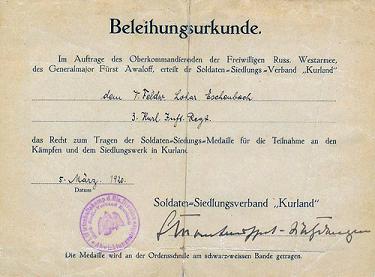 Beleihungsurkunde.
Im Auftrage des Oberkommandierenden der Freiwilligen Russ. Westarmee,
des Generalmajor Fürst Awaloff, erteilt der Soldaten-Siedlungs-Verband „Kurland"
dem Lothar Eschenbach
3. Kurl. Inft. Regt.
das Recht zum Tragen der Soldaten-Siedungs-Medaille für die Teilnahme an den
Kämpfen und dem Siedlungswerk in Kurland.
5. März 1920.
Datum
Soldaten-Siedlungsverband „Kurland"
Die Medaille wird an der Ordensschnalle am schwarz-weissen Bande getragen.